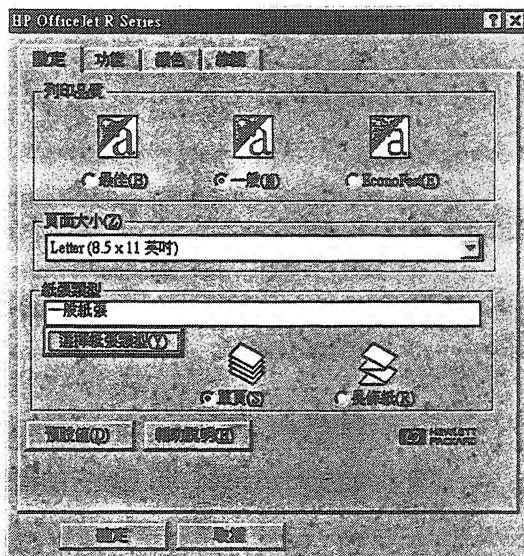 HP OfficeJet R Series
設定 功能 顏色
列印品質
最佳(B) 一般(N) EconoFast(E)
頁面大小(Z)
Letter (8.5 x 11 英吋)
紙張類型
一般紙張
選擇紙張類型(Y)
單頁(S) 長條紙(R)
預設值(D) 輔助說明(H)
HEWLETT
PACKARD
確定 取消